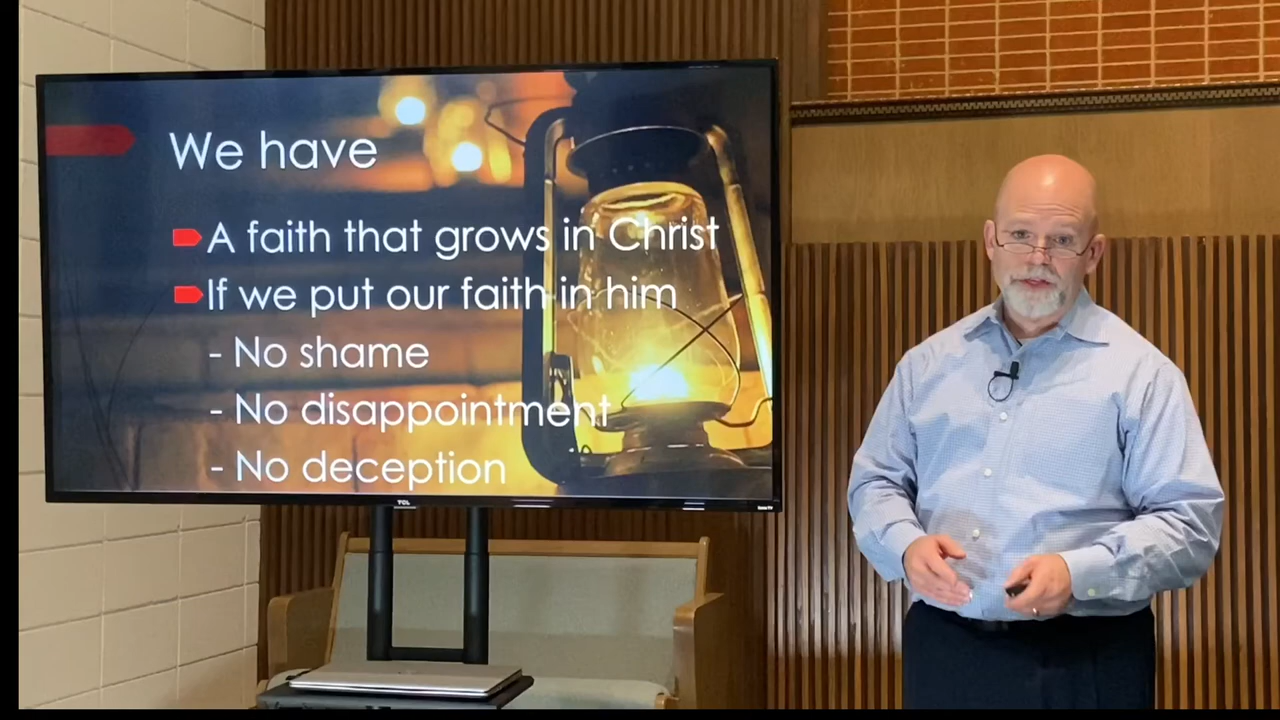 We have
A faith that grows in Christ
If we put our faith in him
- No shame
- No disappointment
- No deception
TCL